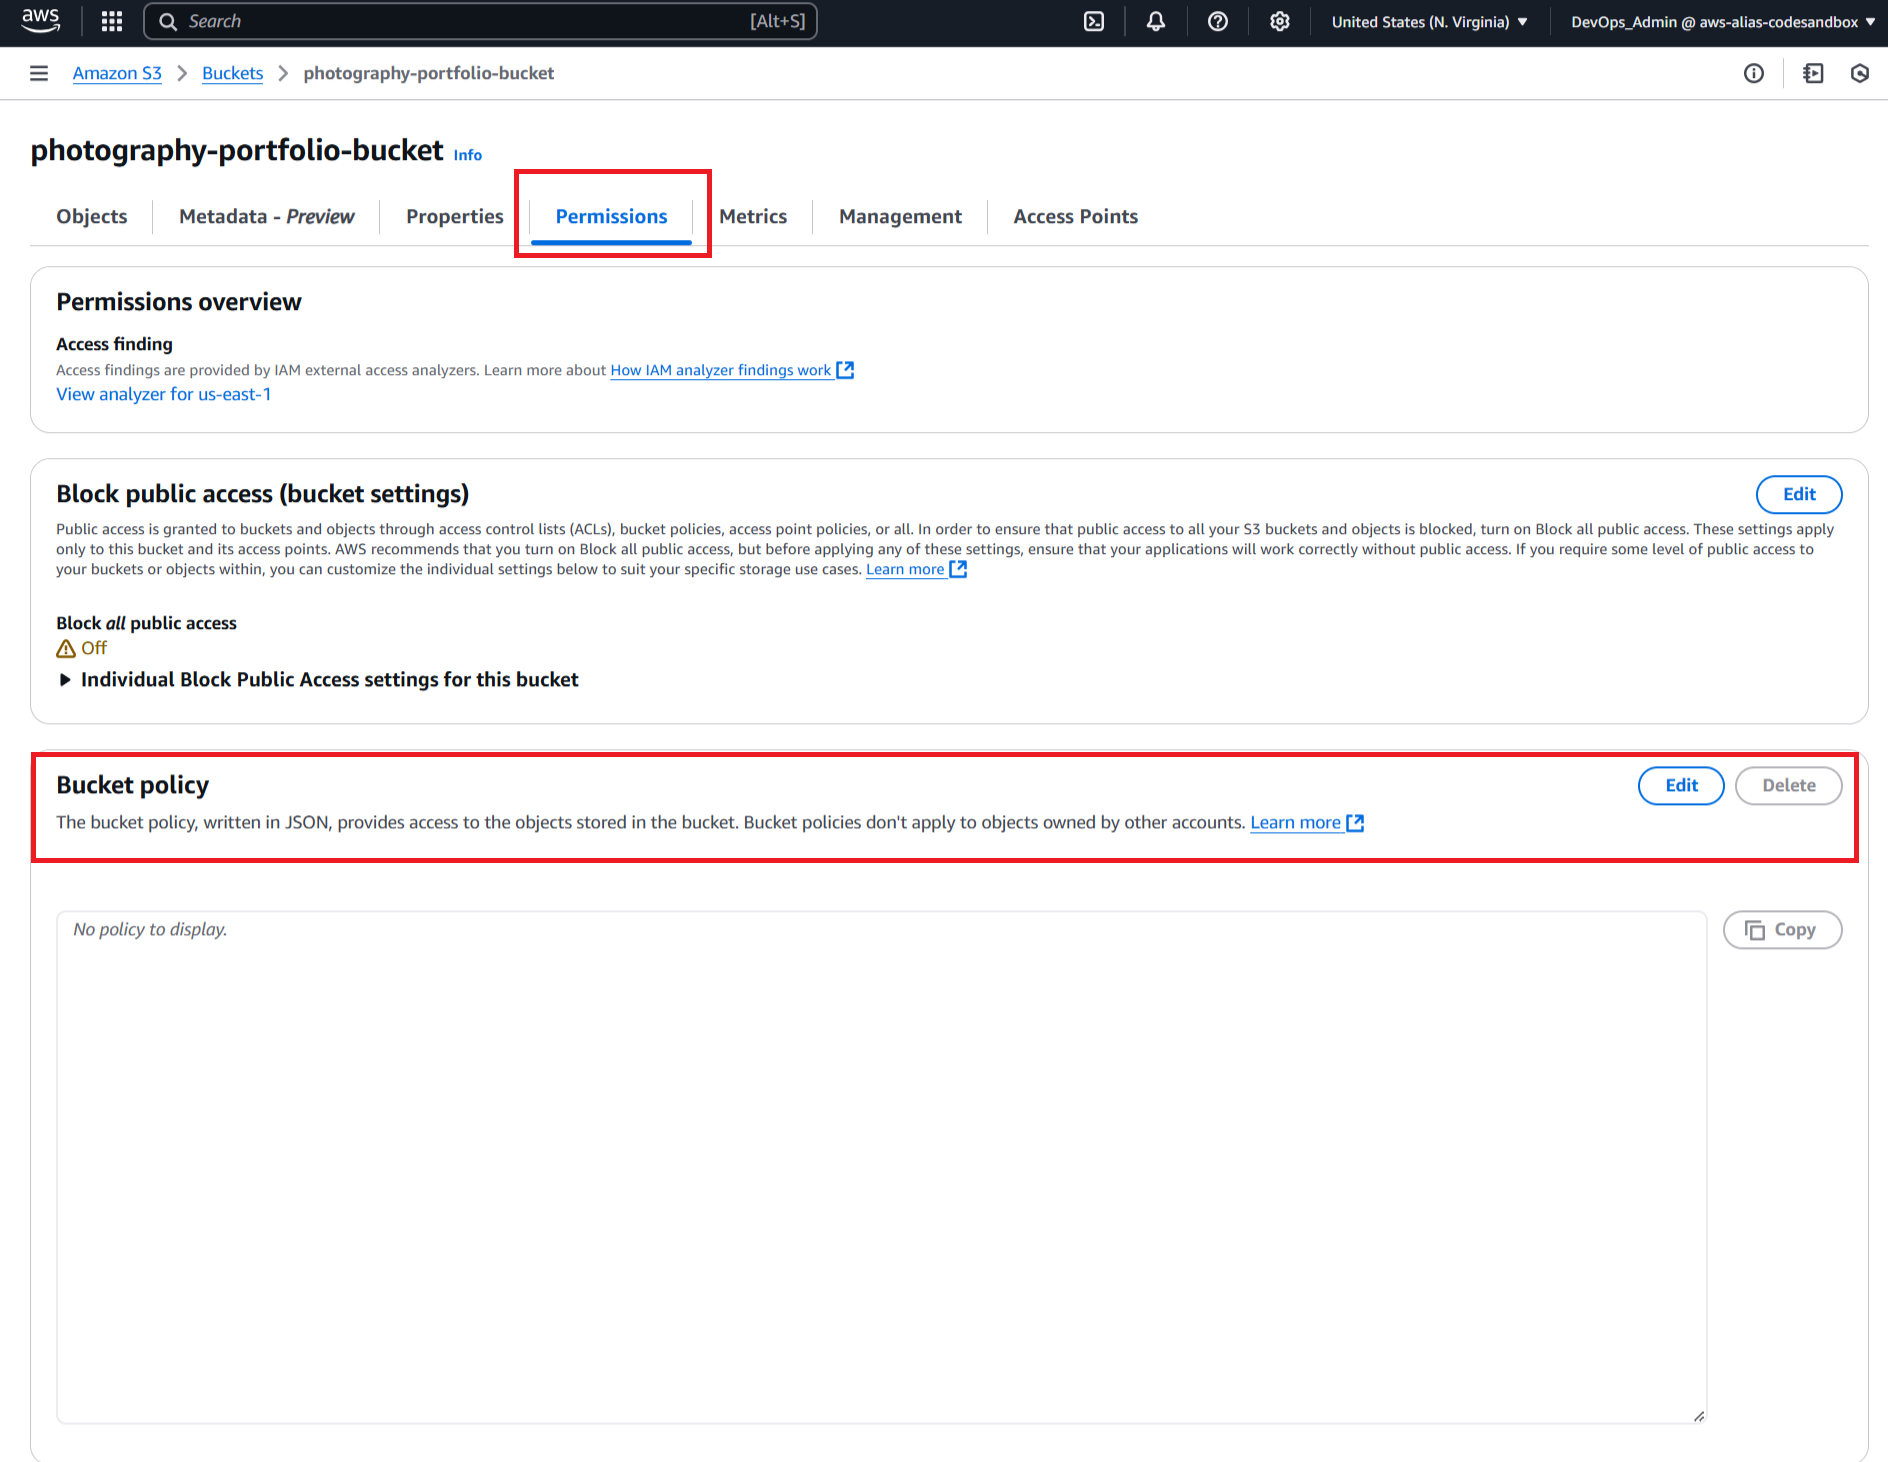 aws
Search [Alt+S]
United States (N. Virginia)
DevOps_Admin @ aws-alias-codesandbox
Amazon S3 > Buckets > photography-portfolio-bucket
photography-portfolio-bucket Info
Objects Metadata - Preview Properties Permissions Metrics Management Access Points
Permissions overview
Access finding
Access findings are provided by IAM external access analyzers. Learn more about How IAM analyzer findings work
View analyzer for us-east-1
Block public access (bucket settings)
Edit
Public access is granted to buckets and objects through access control lists (ACLs), bucket policies, access point policies, or all. In order to ensure that public access to all your S3 buckets and objects is blocked, turn on Block all public access. These settings apply
only to this bucket and its access points. AWS recommends that you turn on Block all public access, but before applying any of these settings, ensure that your applications will work correctly without public access. If you require some level of public access to
your buckets or objects within, you can customize the individual settings below to suit your specific storage use cases. Learn more
Block all public access
Off
Individual Block Public Access settings for this bucket
Bucket policy
Edit Delete
The bucket policy, written in JSON, provides access to the objects stored in the bucket. Bucket policies don't apply to objects owned by other accounts. Learn more
No policy to display.
Copy